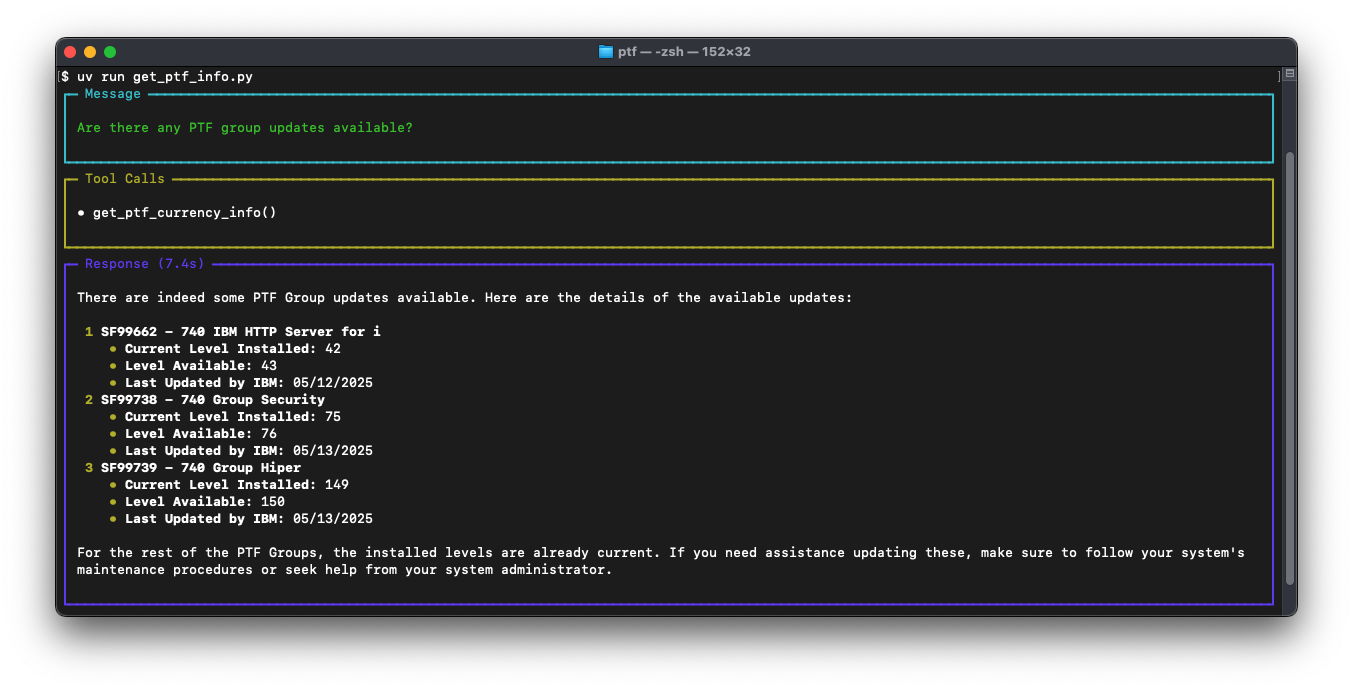 ptf — -zsh — 152×32
$ uv run get_ptf_info.py
Message
Are there any PTF group updates available?
Tool Calls
• get_ptf_currency_info()
Response (7.4s)
There are indeed some PTF Group updates available. Here are the details of the available updates:
1 SF99662 – 740 IBM HTTP Server for i
• Current Level Installed: 42
• Level Available: 43
• Last Updated by IBM: 05/12/2025
2 SF99738 – 740 Group Security
• Current Level Installed: 75
• Level Available: 76
• Last Updated by IBM: 05/13/2025
3 SF99739 – 740 Group Hiper
• Current Level Installed: 149
• Level Available: 150
• Last Updated by IBM: 05/13/2025
For the rest of the PTF Groups, the installed levels are already current. If you need assistance updating these, make sure to follow your system's
maintenance procedures or seek help from your system administrator.